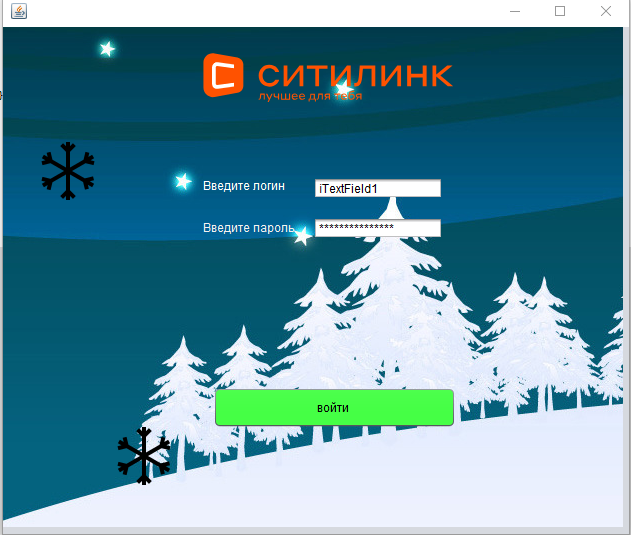 СИТИЛИНК
лучшее для тебя
Введите логин iTextField1
Введите пароль ***************
войти